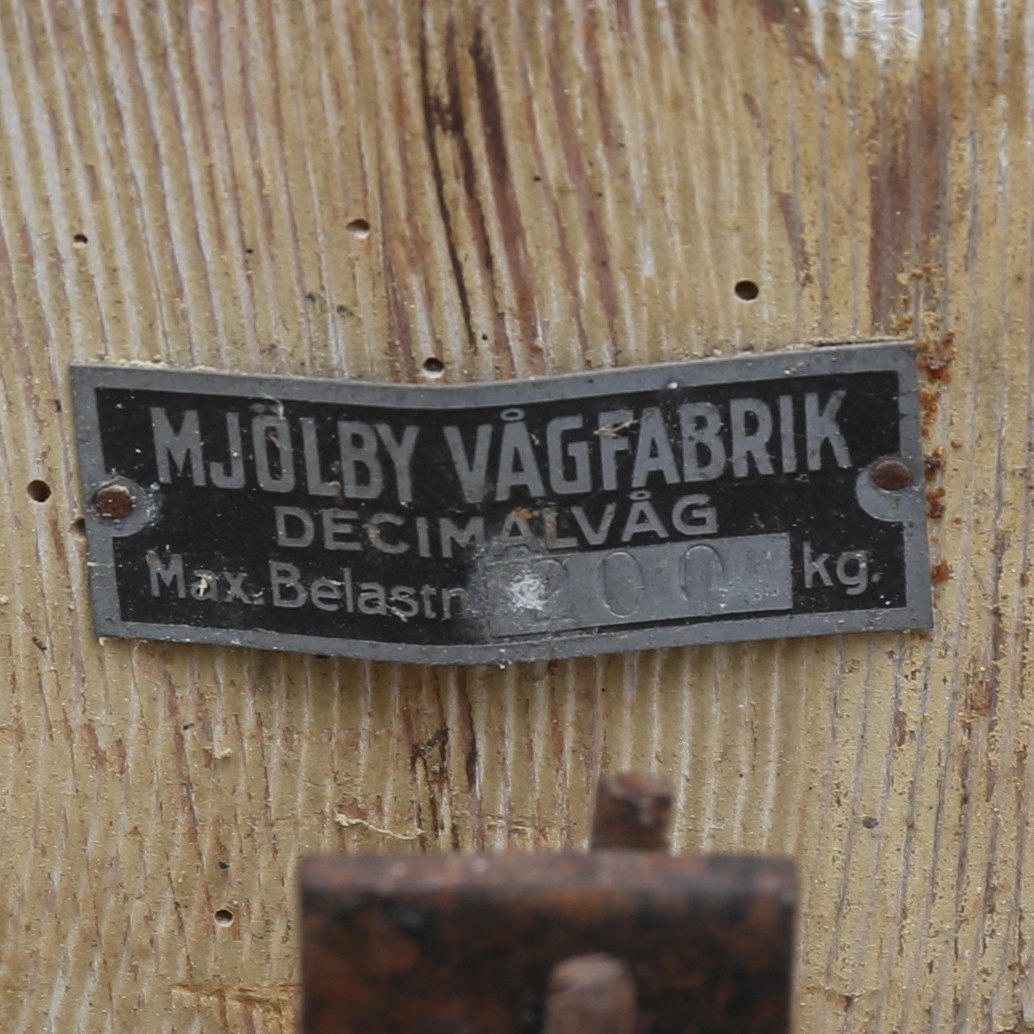 MJÖLBY VÅGFABRIK
DECIMALVÅG
Max. Belastn kg.